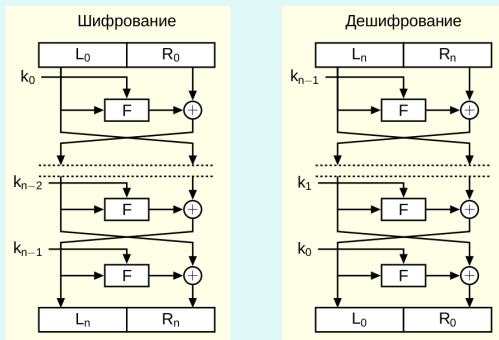 Шифрование
L₀ R₀
k₀
F
kₙ₋₂
F
kₙ₋₁
F
Lₙ Rₙ
Дешифрование
Lₙ Rₙ
kₙ₋₁
F
k₁
F
k₀
F
L₀ R₀